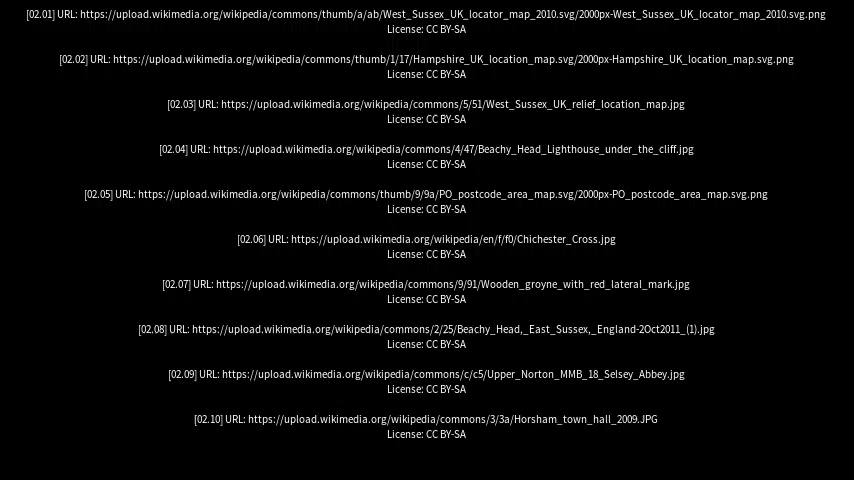 [02.01] URL: https://upload.wikimedia.org/wikipedia/commons/thumb/a/ab/West_Sussex_UK_locator_map_2010.svg/2000px-West_Sussex_UK_locator_map_2010.svg.png
License: CC BY-SA
[02.02] URL: https://upload.wikimedia.org/wikipedia/commons/thumb/1/17/Hampshire_UK_location_map.svg/2000px-Hampshire_UK_location_map.svg.png
License: CC BY-SA
[02.03] URL: https://upload.wikimedia.org/wikipedia/commons/5/51/West_Sussex_UK_relief_location_map.jpg
License: CC BY-SA
[02.04] URL: https://upload.wikimedia.org/wikipedia/commons/4/47/Beachy_Head_Lighthouse_under_the_cliff.jpg
License: CC BY-SA
[02.05] URL: https://upload.wikimedia.org/wikipedia/commons/thumb/9/9a/PO_postcode_area_map.svg/2000px-PO_postcode_area_map.svg.png
License: CC BY-SA
[02.06] URL: https://upload.wikimedia.org/wikipedia/en/f/f0/Chichester_Cross.jpg
License: CC BY-SA
[02.07] URL: https://upload.wikimedia.org/wikipedia/commons/9/91/Wooden_groyne_with_red_lateral_mark.jpg
License: CC BY-SA
[02.08] URL: https://upload.wikimedia.org/wikipedia/commons/2/25/Beachy_Head,_East_Sussex,_England-2Oct2011_(1).jpg
License: CC BY-SA
[02.09] URL: https://upload.wikimedia.org/wikipedia/commons/c/c5/Upper_Norton_MMB_18_Selsey_Abbey.jpg
License: CC BY-SA
[02.10] URL: https://upload.wikimedia.org/wikipedia/commons/3/3a/Horsham_town_hall_2009.JPG
License: CC BY-SA